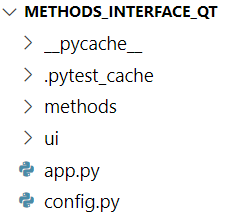 METHODS_INTERFACE_QT
__pycache__
.pytest_cache
methods
ui
app.py
config.py